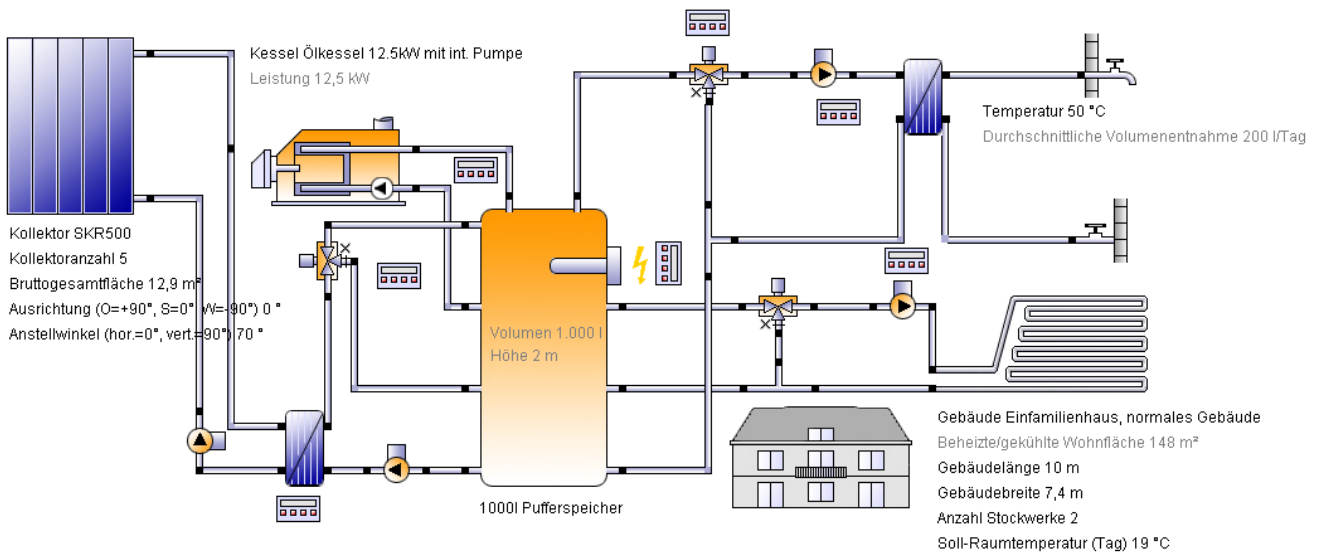 Kessel Ölkessel 12.5kW mit int. Pumpe
Leistung 12,5 kW
Temperatur 50 °C
Durchschnittliche Volumenentnahme 200 l/Tag
Kollektor SKR500
Kollektoranzahl 5
Bruttogesamtfläche 12,9 m²
Ausrichtung (O=+90°, S=0°, W=-90°) 0 °
Anstellwinkel (hor.=0°, vert.=90°) 70 °
Volumen 1.000 l
Höhe 2 m
1000l Pufferspeicher
Gebäude Einfamilienhaus, normales Gebäude
Beheizte/gekühlte Wohnfläche 148 m²
Gebäudelänge 10 m
Gebäudebreite 7,4 m
Anzahl Stockwerke 2
Soll-Raumtemperatur (Tag) 19 °C